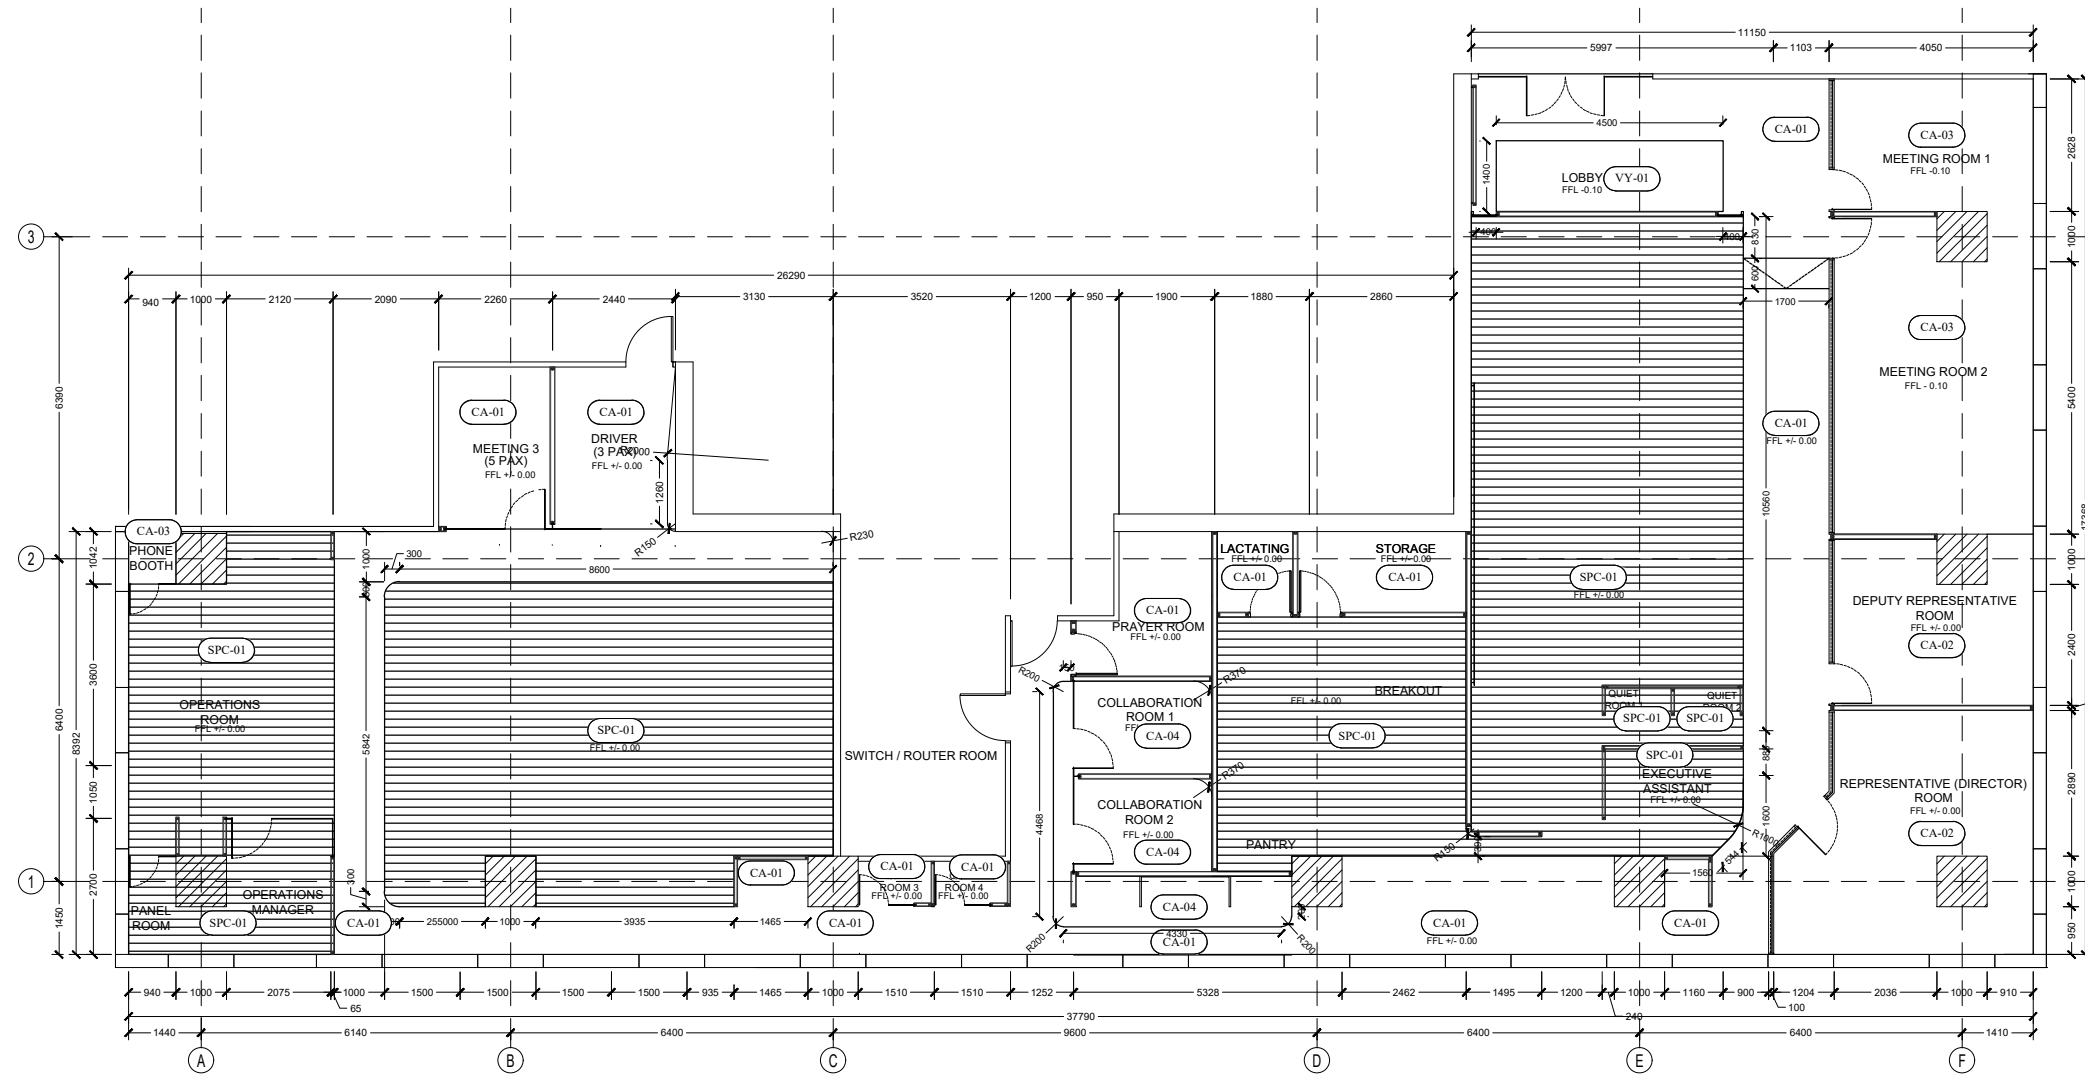 11150
5997
1103
4050
4500
CA-01
CA-03
MEETING ROOM 1
FFL -0.10
2628
1400
LOBBY
VY-01
FFL -0.10
3
400
400
830
1000
26290
600
940
1000
2120
2090
2260
2440
3130
3520
1200
950
1900
1880
2860
1700
CA-03
MEETING ROOM 2
FFL - 0.10
5400
6390
CA-01
CA-01
CA-01
FFL +/- 0.00
MEETING 3
(5 PAX)
FFL +/- 0.00
DRIVER
(3 PAX)
R2000
FFL +/- 0.00
1260
10560
17368
CA-03
PHONE
BOOTH
R150
R230
2
1042
1000
300
8600
LACTATING
FFL +/- 0.00
CA-01
STORAGE
FFL +/- 0.00
CA-01
SPC-01
FFL +/- 0.00
1000
CA-01
PRAYER ROOM
FFL +/- 0.00
DEPUTY REPRESENTATIVE
ROOM
FFL +/- 0.00
CA-02
2400
SPC-01
3600
6400
8392
5842
R200
R370
OPERATIONS
ROOM
FFL +/- 0.00
SPC-01
FFL +/- 0.00
COLLABORATION
ROOM 1
CA-04
BREAKOUT
FFL +/- 0.00
SPC-01
QUIET
QUIET
SPC-01
SPC-01
SWITCH / ROUTER ROOM
SPC-01
EXECUTIVE
ASSISTANT
FFL +/- 0.00
REPRESENTATIVE (DIRECTOR)
ROOM
FFL +/- 0.00
CA-02
2890
1050
R370
COLLABORATION
ROOM 2
FFL +/- 0.00
CA-04
4468
1600
R1000
PANTRY
R150
544
1
2700
1450
300
CA-01
CA-01
CA-01
ROOM 3
FFL +/- 0.00
ROOM 4
FFL +/- 0.00
1560
1000
OPERATIONS
MANAGER
PANEL
ROOM
SPC-01
CA-01
255000
1000
3935
1465
CA-01
CA-04
R200
4330
CA-01
R200
CA-01
FFL +/- 0.00
CA-01
950
940
1000
2075
65
1000
1500
1500
1500
1500
935
1465
1000
1510
1510
1252
5328
2462
1495
1200
240
1000
1160
900
100
1204
2036
1000
910
37790
1440
6140
6400
9600
6400
6400
1410
A
B
C
D
E
F